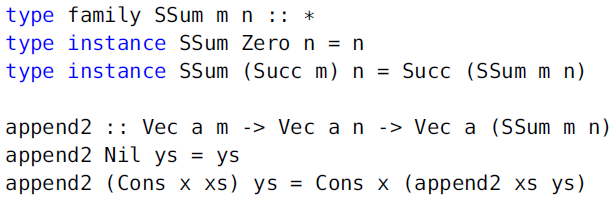 type family SSum m n :: *
type instance SSum Zero n = n
type instance SSum (Succ m) n = Succ (SSum m n)
append2 :: Vec a m -> Vec a n -> Vec a (SSum m n)
append2 Nil ys = ys
append2 (Cons x xs) ys = Cons x (append2 xs ys)